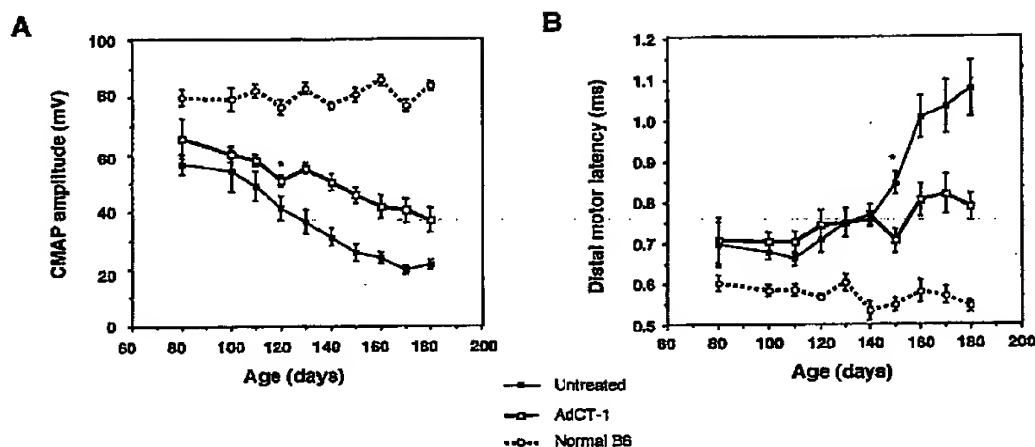 A
CMAP amplitude (mV)
100
80
60
40
20
0
*
60 80 100 120 140 160 180 200
Age (days)
B
Distal motor latency (ms)
1.2
1.1
1.0
0.9
0.8
0.7
0.6
0.5
*
60 80 100 120 140 160 180 200
Age (days)
Untreated
AdCT-1
Normal B6